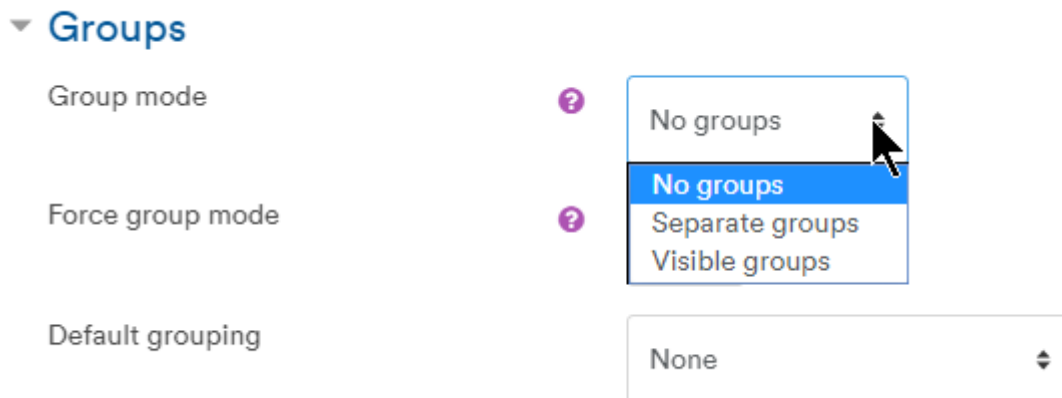 Groups
Group mode
No groups
No groups
Separate groups
Visible groups
Force group mode
Default grouping
None